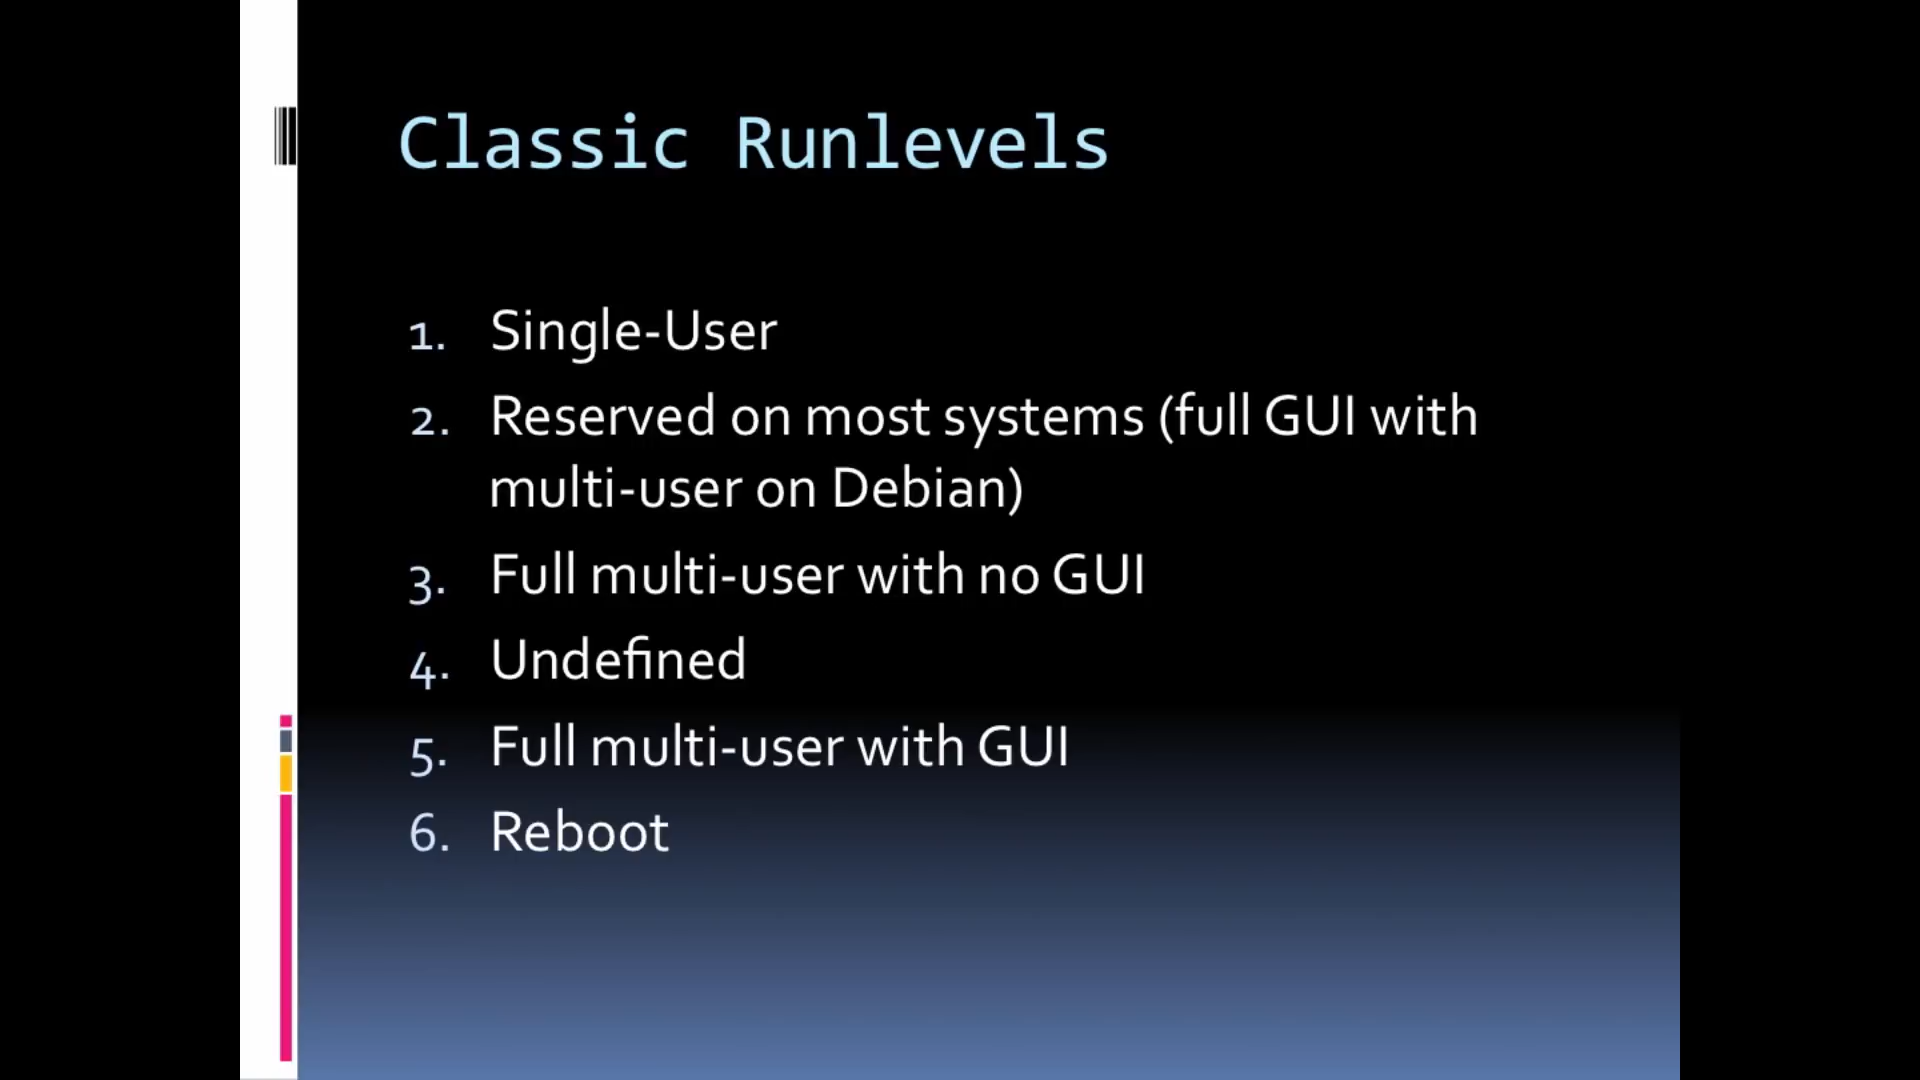 Classic Runlevels
1. Single-User
2. Reserved on most systems (full GUI with
multi-user on Debian)
3. Full multi-user with no GUI
4. Undefined
5. Full multi-user with GUI
6. Reboot